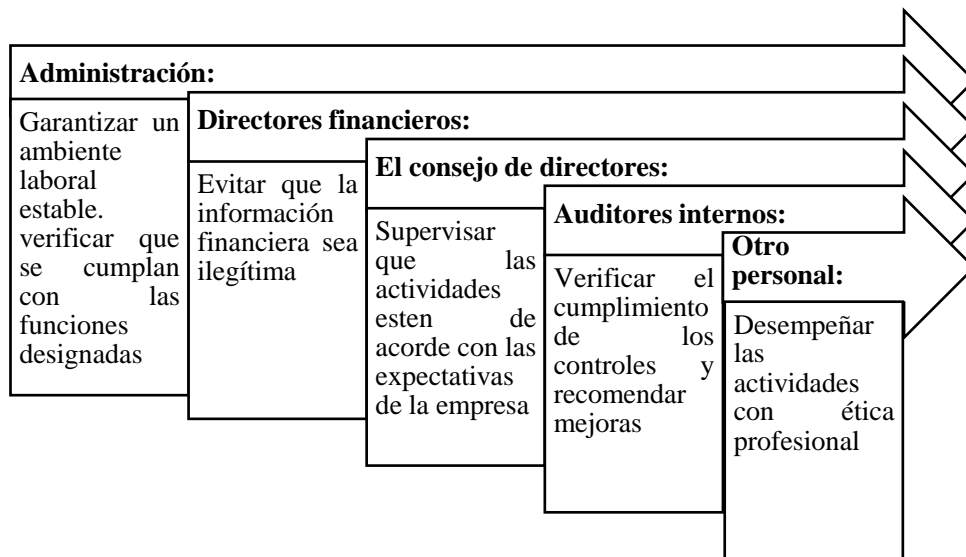 Administración:
Garantizar un
ambiente
laboral
estable.
verificar que
se cumplan
con las
funciones
designadas
Directores financieros:
Evitar que la
información
financiera sea
ilegítima
El consejo de directores:
Supervisar
que las
actividades
esten de
acorde con las
expectativas
de la empresa
Auditores internos:
Verificar el
cumplimiento
de los
controles y
recomendar
mejoras
Otro
personal:
Desempeñar
las
actividades
con ética
profesional